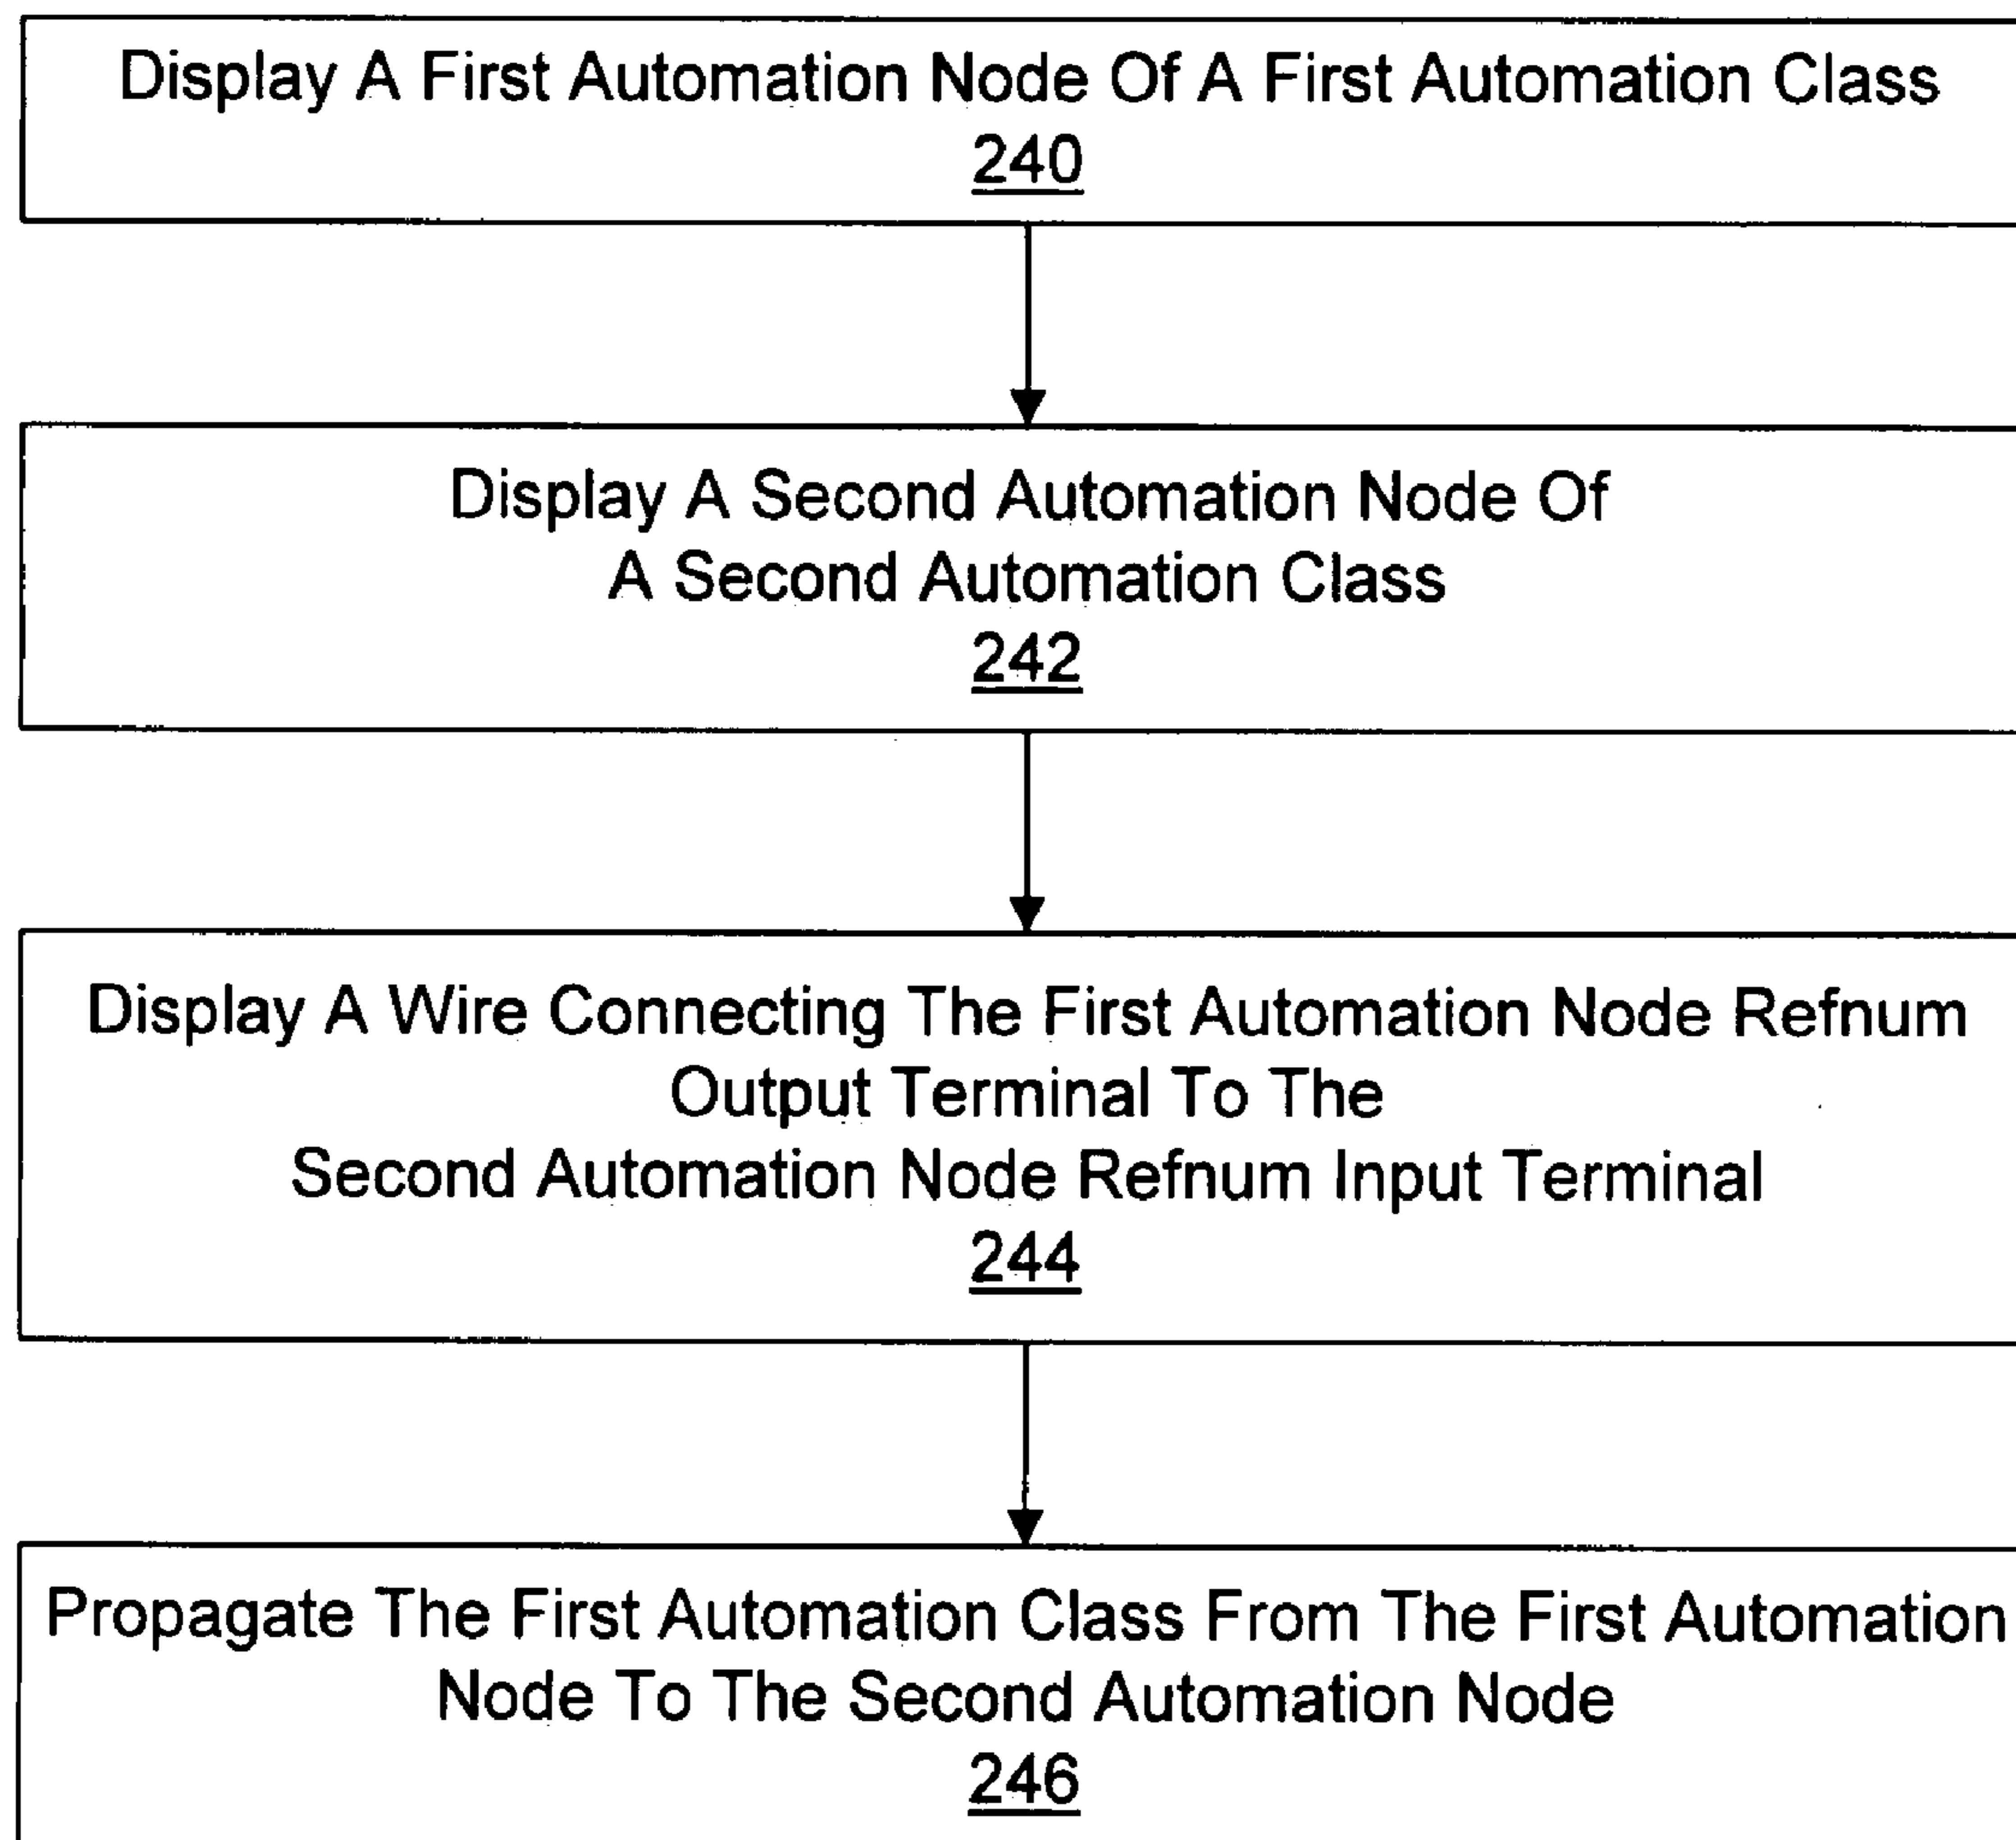 Display A First Automation Node Of A First Automation Class
240
Display A Second Automation Node Of
A Second Automation Class
242
Display A Wire Connecting The First Automation Node Refnum
Output Terminal To The
Second Automation Node Refnum Input Terminal
244
Propagate The First Automation Class From The First Automation
Node To The Second Automation Node
246